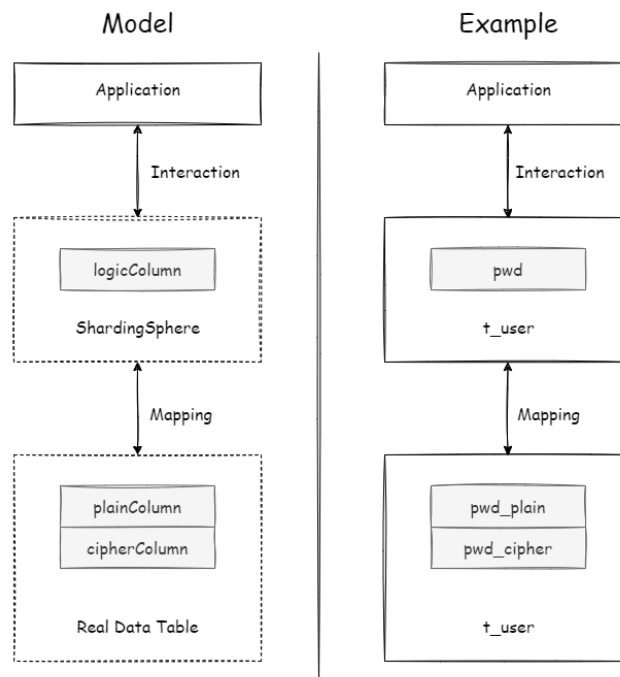 Model
Application
Interaction
logicColumn
ShardingSphere
Mapping
plainColumn
cipherColumn
Real Data Table
Example
Application
Interaction
pwd
t_user
Mapping
pwd_plain
pwd_cipher
t_user